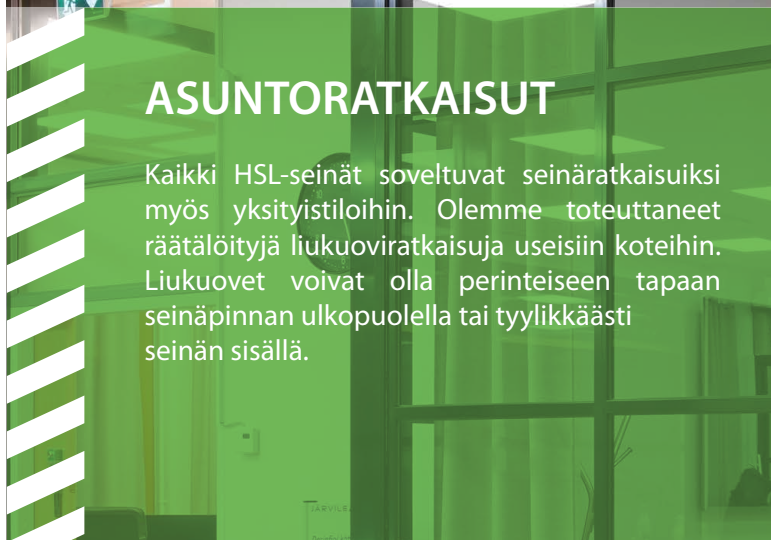 ASUNTORATKAISUT
Kaikki HSL-seinät soveltuvat seinäratkaisuiksi
myös yksityistiloihin. Olemme toteuttaneet
räätälöityjä liukuoviratkaisuja useisiin koteihin.
Liukuovet voivat olla perinteiseen tapaan
seinäpinnan ulkopuolella tai tyylikkäästi
seinän sisällä.